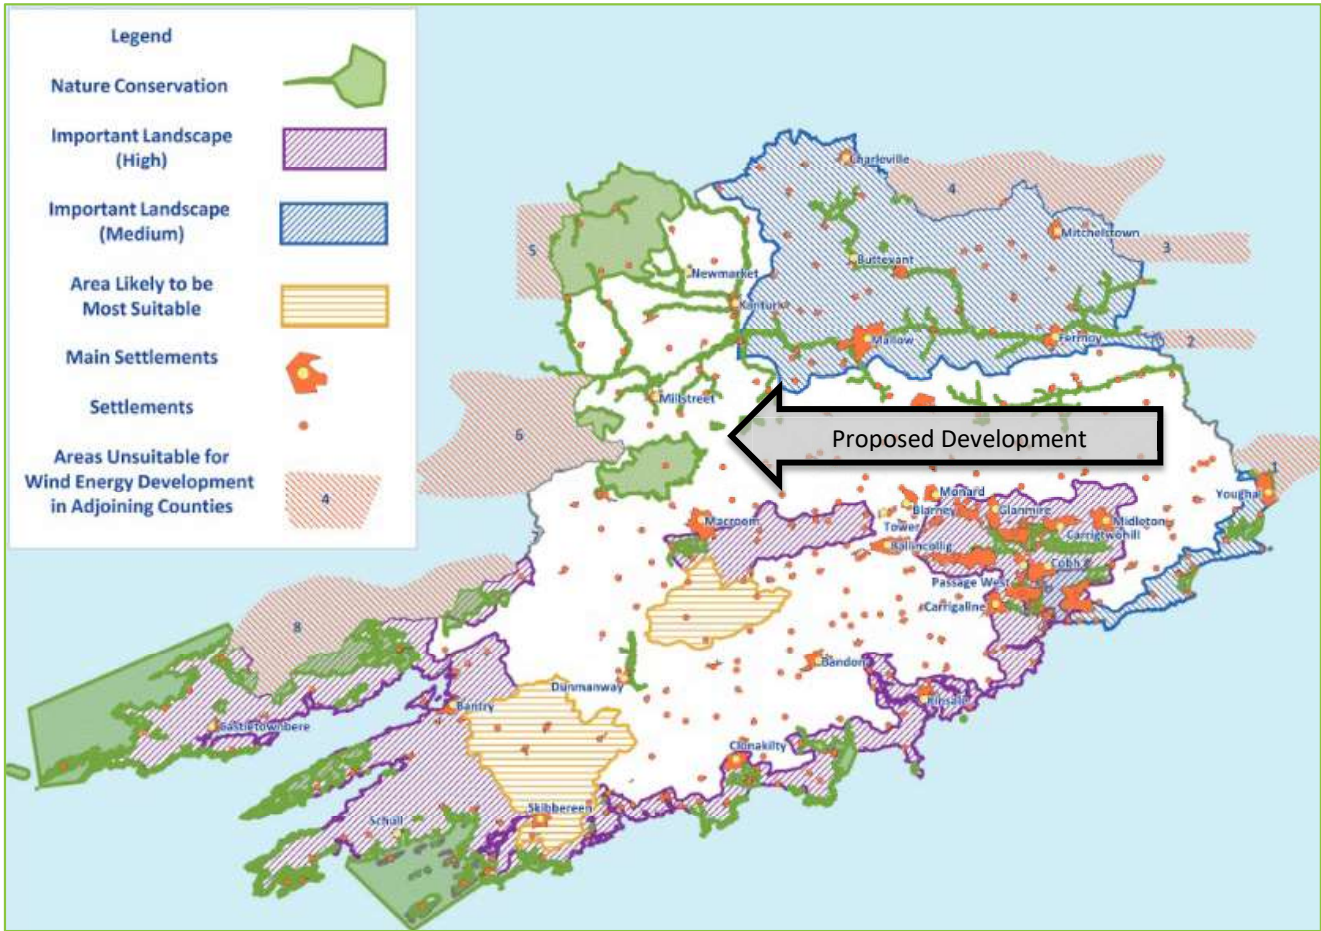 Legend
Nature Conservation
Important Landscape
(High)
Important Landscape
(Medium)
Area Likely to be
Most Suitable
Main Settlements
Settlements
Areas Unsuitable for
Wind Energy Development
in Adjoining Counties
4
Charleville
4
Mitchelstown
3
5
Buttevant
Newmarket
Kanturk
Mallow
Fermoy
2
Millstreet
6
Proposed Development
1
Youghal
Monard
Blarney
Glanmire
Midleton
Macroom
Tower
Carrigtwohill
Ballincollig
Cobh
Passage West
Carrigaline
8
Bandon
Dunmanway
Kinsale
Bantry
Castletownbere
Clonakilty
Skibbereen
Schull